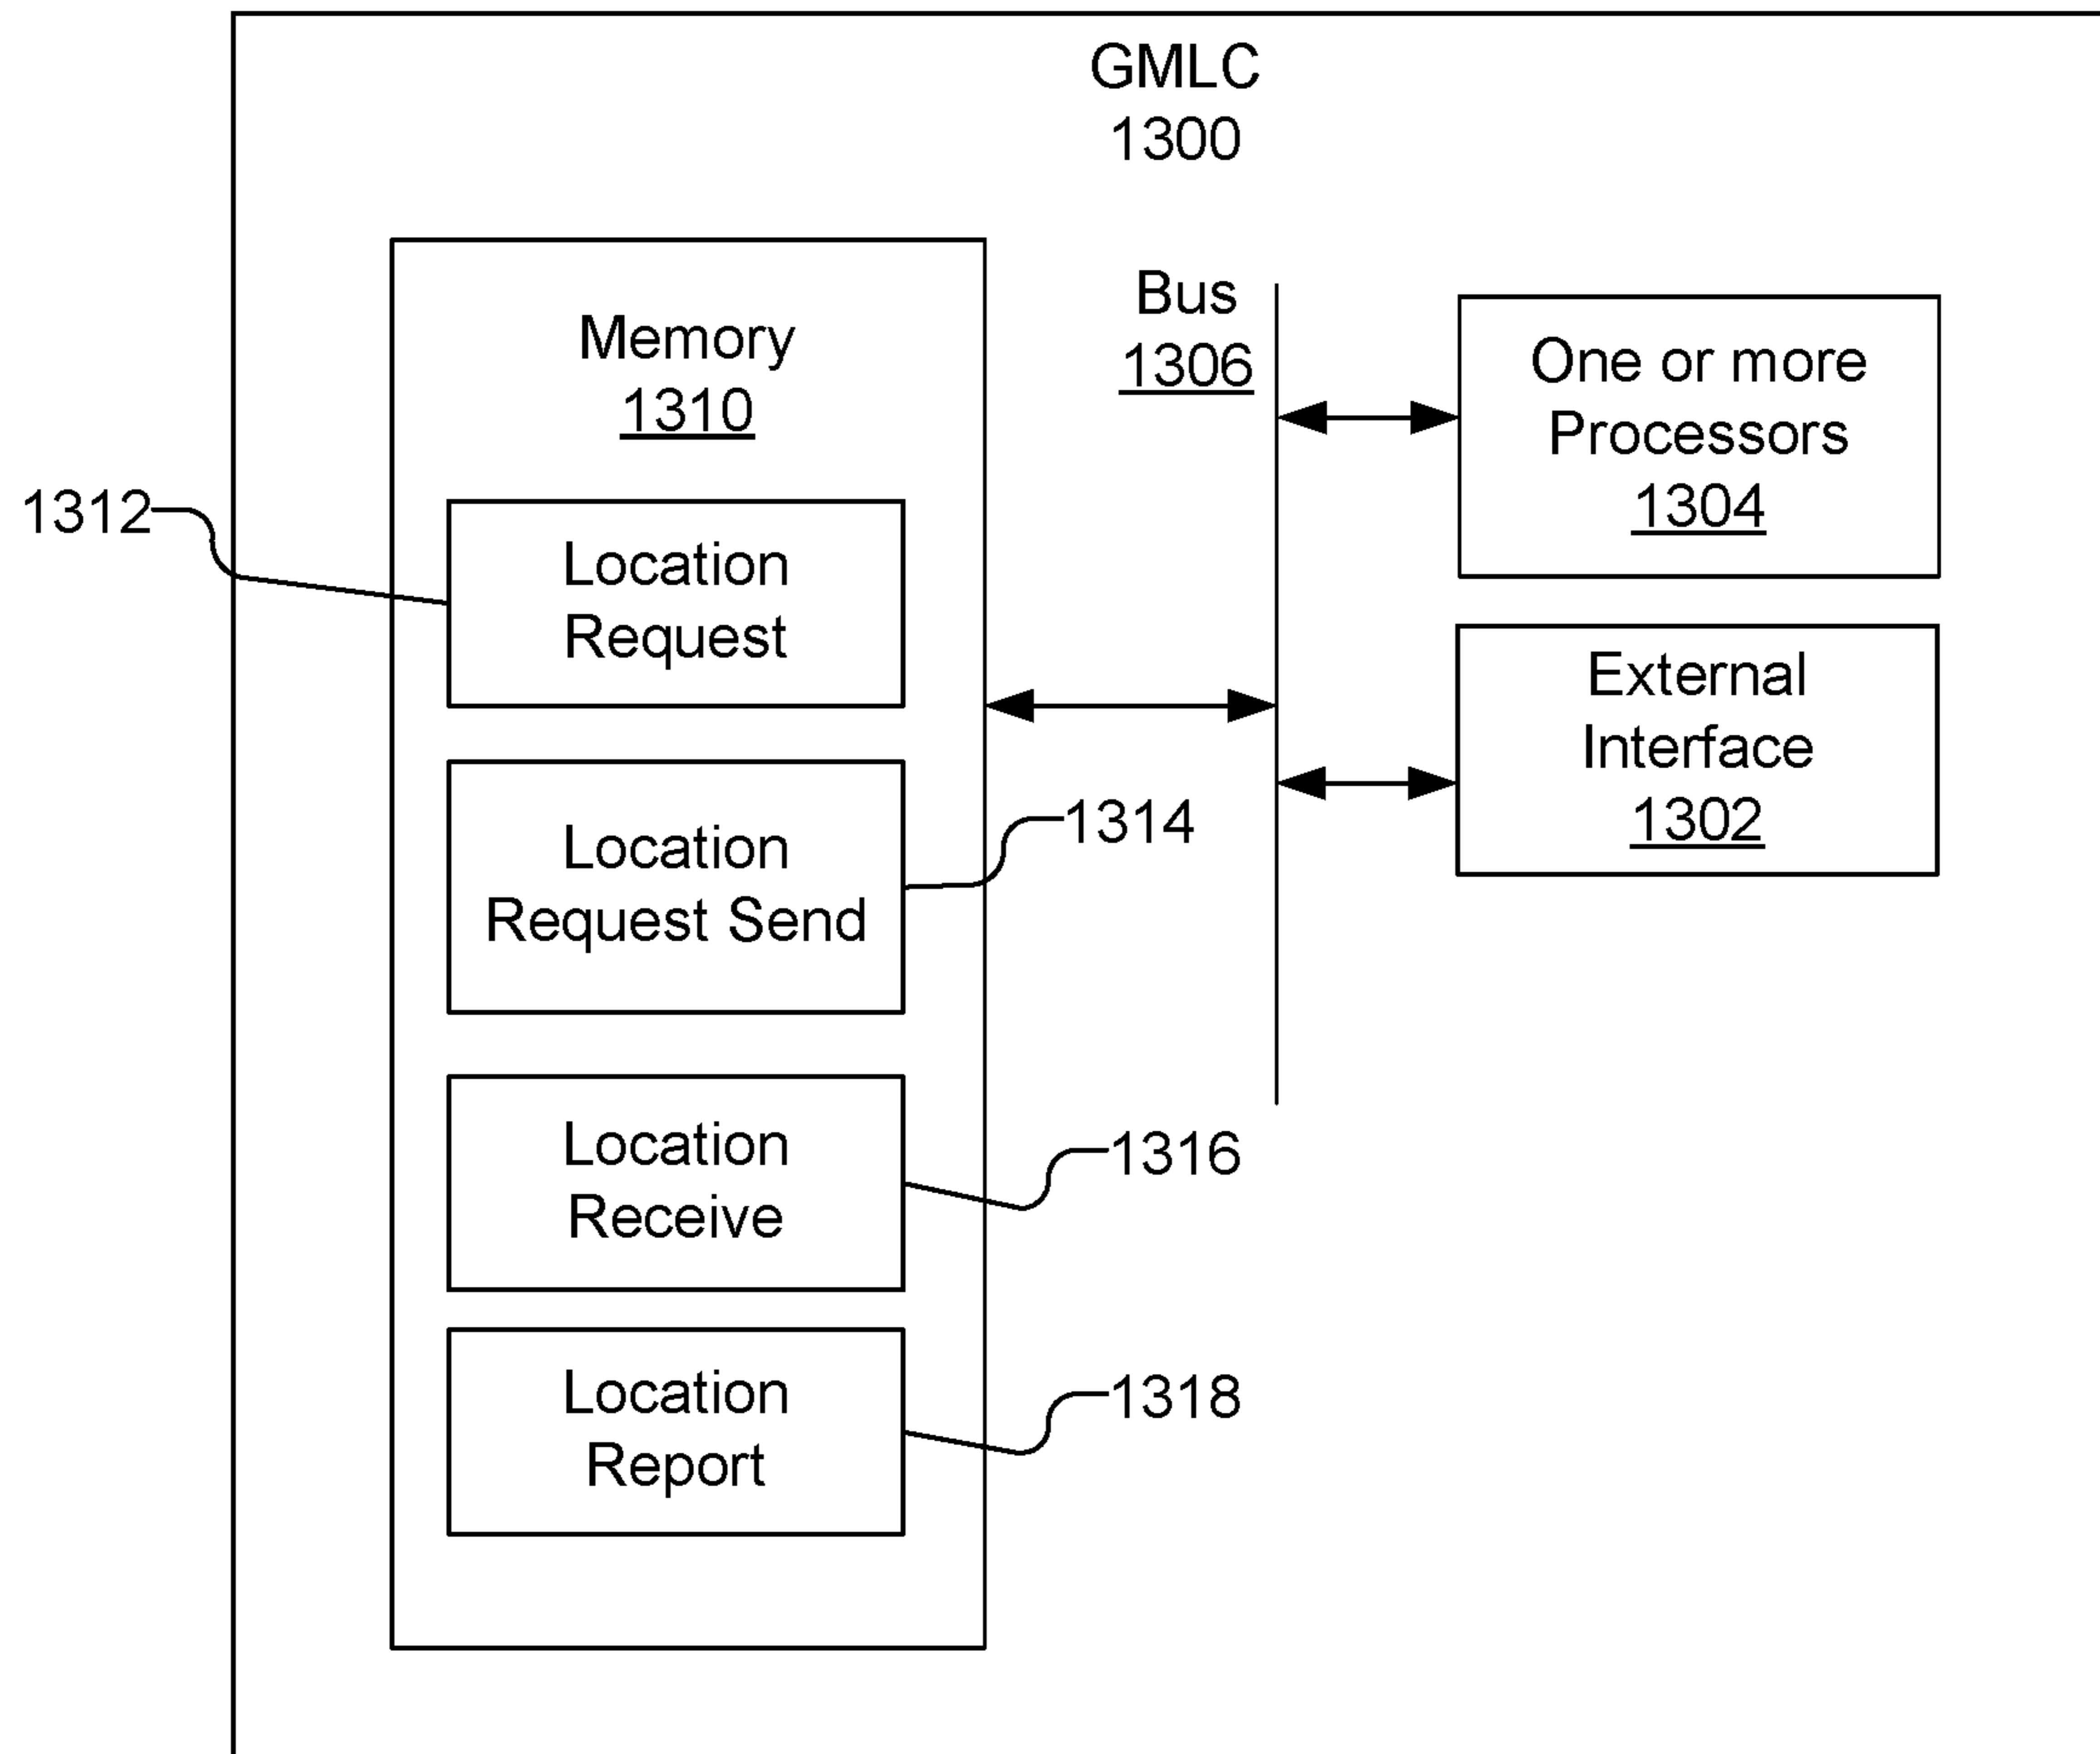 GMLC
1300
Memory
1310
Bus
1306
One or more
Processors
1304
External
Interface
1302
1312
Location
Request
Location
Request Send
1314
Location
Receive
1316
Location
Report
1318